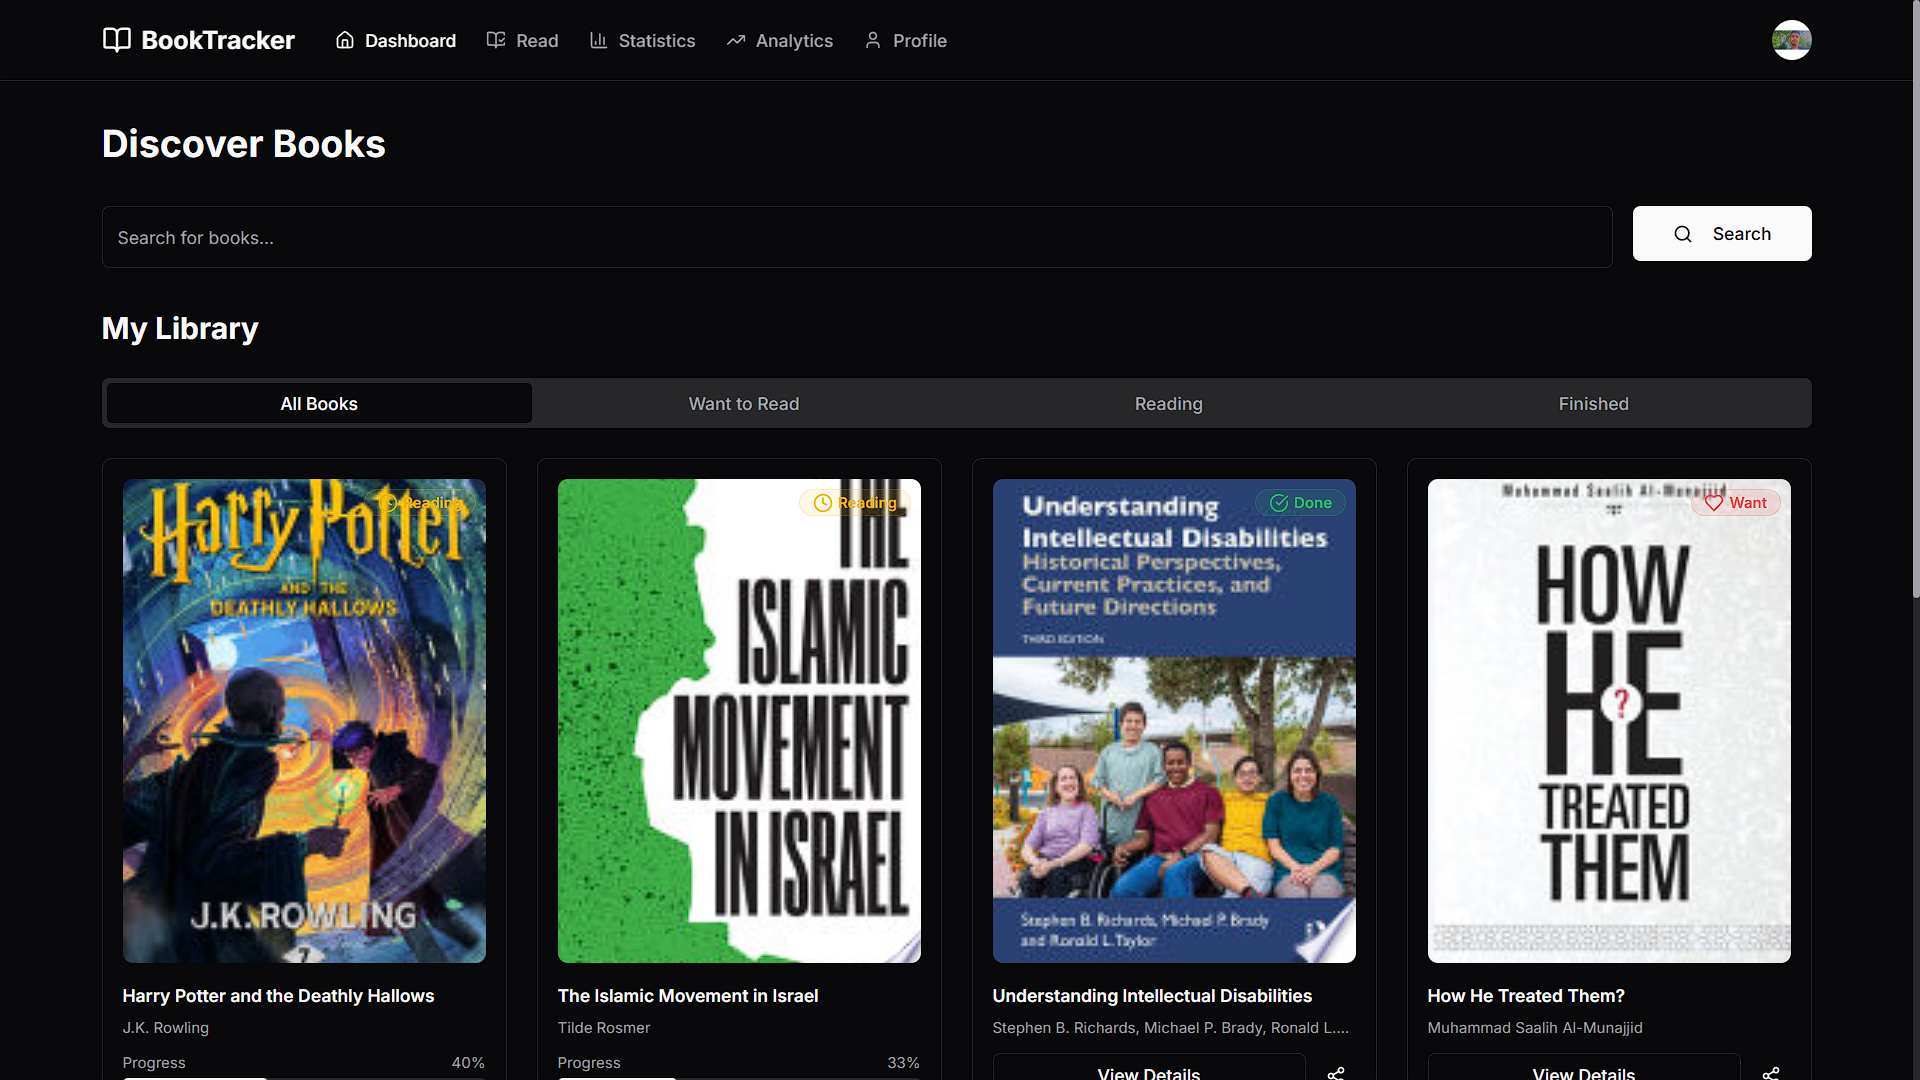 BookTracker
Dashboard
Read
Statistics
Analytics
Profile
Discover Books
Search for books...
Search
My Library
All Books
Want to Read
Reading
Finished
Harry Potter
AND THE
DEATHLY HALLOWS
J.K. ROWLING
7
Reading
Harry Potter and the Deathly Hallows
J.K. Rowling
Progress
40%
THE
ISLAMIC
MOVEMENT
IN ISRAEL
Reading
The Islamic Movement in Israel
Tilde Rosmer
Progress
33%
Understanding
Intellectual Disabilities
Historical Perspectives,
Current Practices, and
Future Directions
THIRD EDITION
Stephen B. Richards, Michael P. Brady
and Ronald L. Taylor
Done
Understanding Intellectual Disabilities
Stephen B. Richards, Michael P. Brady, Ronald L....
View Details
Muhammad Saalih Al-Munajjid
HOW
HE
?
TREATED
THEM
Want
How He Treated Them?
Muhammad Saalih Al-Munajjid
View Details